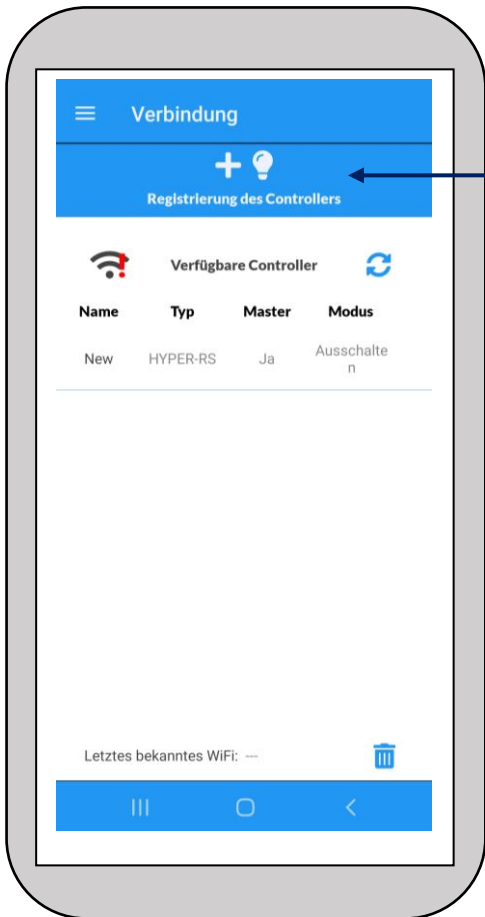 Verbindung
Registrierung des Controllers
Verfügbare Controller
Name Typ Master Modus
New HYPER-RS Ja Ausschalte
n
Letztes bekanntes WiFi: ---